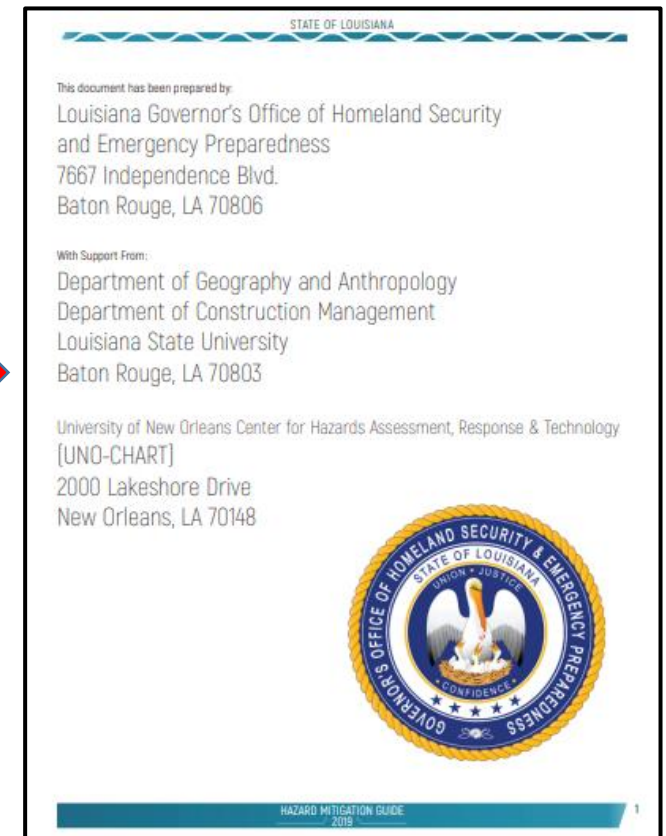 STATE OF LOUISIANA
This document has been prepared by:
Louisiana Governor's Office of Homeland Security
and Emergency Preparedness
7667 Independence Blvd.
Baton Rouge, LA 70806
With Support From:
Department of Geography and Anthropology
Department of Construction Management
Louisiana State University
Baton Rouge, LA 70803
University of New Orleans Center for Hazards Assessment, Response & Technology
(UNO-CHART)
2000 Lakeshore Drive
New Orleans, LA 70148
GOVERNOR'S OFFICE OF HOMELAND SECURITY & EMERGENCY PREPAREDNESS
STATE OF LOUISIANA
UNION • JUSTICE
• CONFIDENCE •
HAZARD MITIGATION GUIDE
2019
1